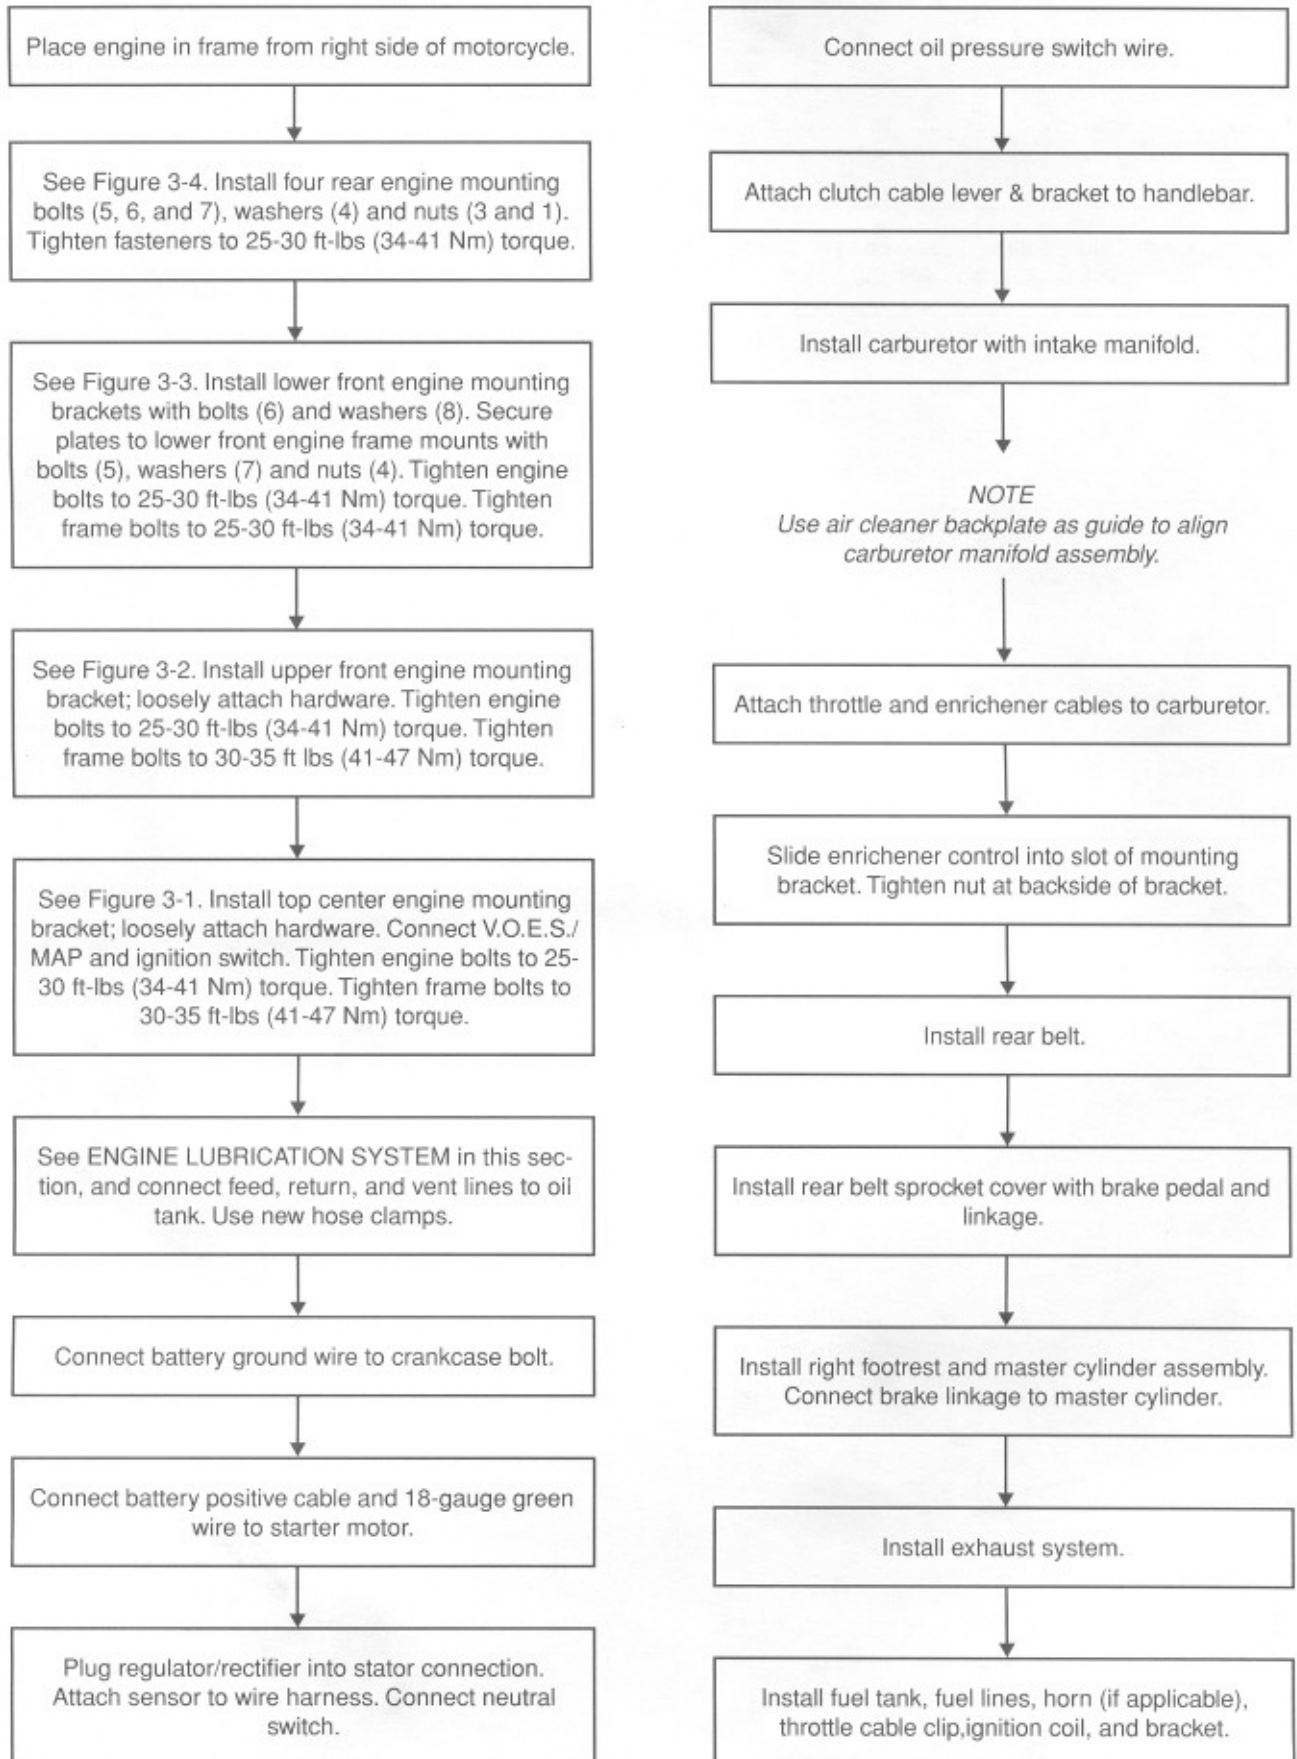 Place engine in frame from right side of motorcycle.
See Figure 3-4. Install four rear engine mounting
bolts (5, 6, and 7), washers (4) and nuts (3 and 1).
Tighten fasteners to 25-30 ft-lbs (34-41 Nm) torque.
See Figure 3-3. Install lower front engine mounting
brackets with bolts (6) and washers (8). Secure
plates to lower front engine frame mounts with
bolts (5), washers (7) and nuts (4). Tighten engine
bolts to 25-30 ft-lbs (34-41 Nm) torque. Tighten
frame bolts to 25-30 ft-lbs (34-41 Nm) torque.
See Figure 3-2. Install upper front engine mounting
bracket; loosely attach hardware. Tighten engine
bolts to 25-30 ft-lbs (34-41 Nm) torque. Tighten
frame bolts to 30-35 ft lbs (41-47 Nm) torque.
See Figure 3-1. Install top center engine mounting
bracket; loosely attach hardware. Connect V.O.E.S./
MAP and ignition switch. Tighten engine bolts to 25-
30 ft-lbs (34-41 Nm) torque. Tighten frame bolts to
30-35 ft-lbs (41-47 Nm) torque.
See ENGINE LUBRICATION SYSTEM in this sec-
tion, and connect feed, return, and vent lines to oil
tank. Use new hose clamps.
Connect battery ground wire to crankcase bolt.
Connect battery positive cable and 18-gauge green
wire to starter motor.
Plug regulator/rectifier into stator connection.
Attach sensor to wire harness. Connect neutral
switch.
Connect oil pressure switch wire.
Attach clutch cable lever & bracket to handlebar.
Install carburetor with intake manifold.
NOTE
Use air cleaner backplate as guide to align
carburetor manifold assembly.
Attach throttle and enrichener cables to carburetor.
Slide enrichener control into slot of mounting
bracket. Tighten nut at backside of bracket.
Install rear belt.
Install rear belt sprocket cover with brake pedal and
linkage.
Install right footrest and master cylinder assembly.
Connect brake linkage to master cylinder.
Install exhaust system.
Install fuel tank, fuel lines, horn (if applicable),
throttle cable clip,ignition coil, and bracket.